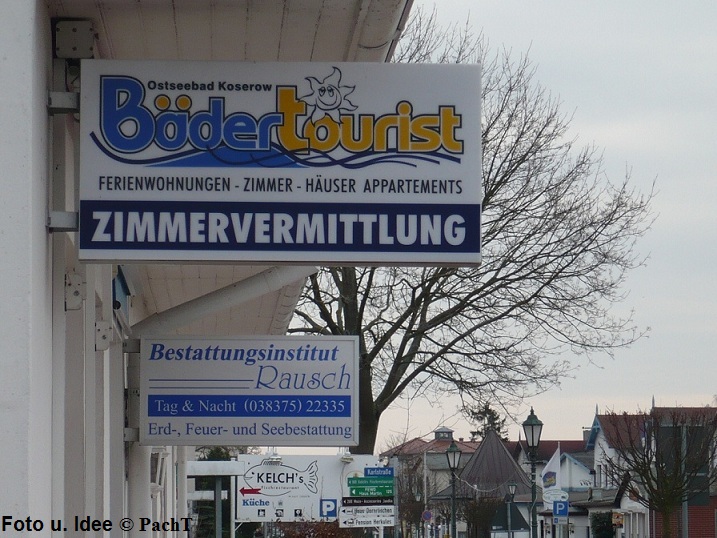 Ostseebad Koserow
Bädertourist
FERIENWOHNUNGEN - ZIMMER - HÄUSER APPARTEMENTS
ZIMMERVERMITTLUNG
Bestattungsinstitut
Rausch
Tag & Nacht (038375) 22335
Erd-, Feuer- und Seebestattung
KELCH's
Küche
P
Karlstraße
P
Foto u. Idee © PachT